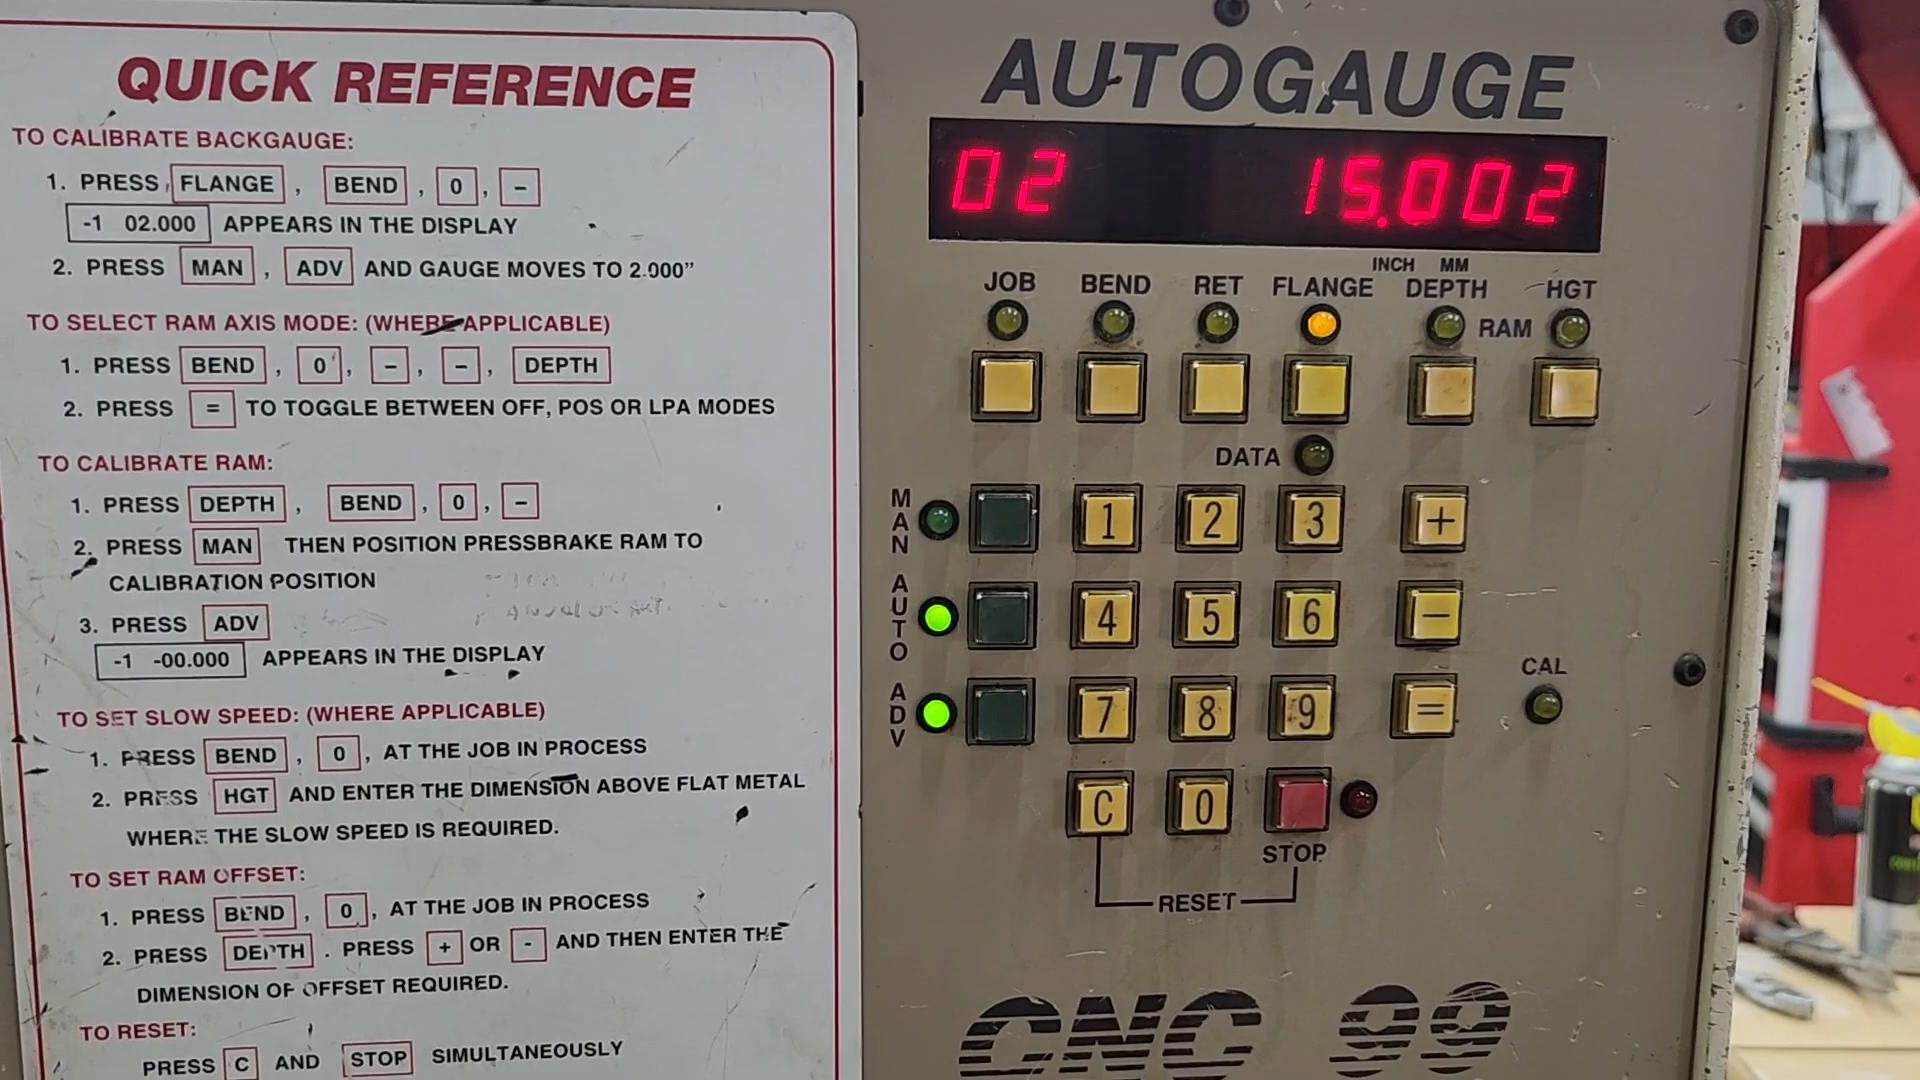 QUICK REFERENCE
TO CALIBRATE BACKGAUGE:
1. PRESS, FLANGE , BEND , 0 , -
-1 02.000 APPEARS IN THE DISPLAY
2. PRESS MAN , ADV AND GAUGE MOVES TO 2.000"
TO SELECT RAM AXIS MODE: (WHERE APPLICABLE)
1. PRESS BEND , 0 , - , - , DEPTH
2. PRESS = TO TOGGLE BETWEEN OFF, POS OR LPA MODES
TO CALIBRATE RAM:
1. PRESS DEPTH , BEND , 0 , -
2. PRESS MAN THEN POSITION PRESSBRAKE RAM TO
CALIBRATION POSITION
3. PRESS ADV
-1 -00.000 APPEARS IN THE DISPLAY
TO SET SLOW SPEED: (WHERE APPLICABLE)
1. PRESS BEND , 0 , AT THE JOB IN PROCESS
2. PRESS HGT AND ENTER THE DIMENSION ABOVE FLAT METAL
WHERE THE SLOW SPEED IS REQUIRED.
TO SET RAM OFFSET:
1. PRESS BEND , 0 , AT THE JOB IN PROCESS
2. PRESS DEPTH . PRESS + OR - AND THEN ENTER THE
DIMENSION OF OFFSET REQUIRED.
TO RESET:
PRESS C AND STOP SIMULTANEOUSLY
AUTOGAUGE
02 15.002
INCH MM
JOB BEND RET FLANGE DEPTH HGT
RAM
DATA
MAN 1 2 3 +
AUTO 4 5 6 -
CAL
ADV 7 8 9 =
C 0
STOP
RESET
CNC 99